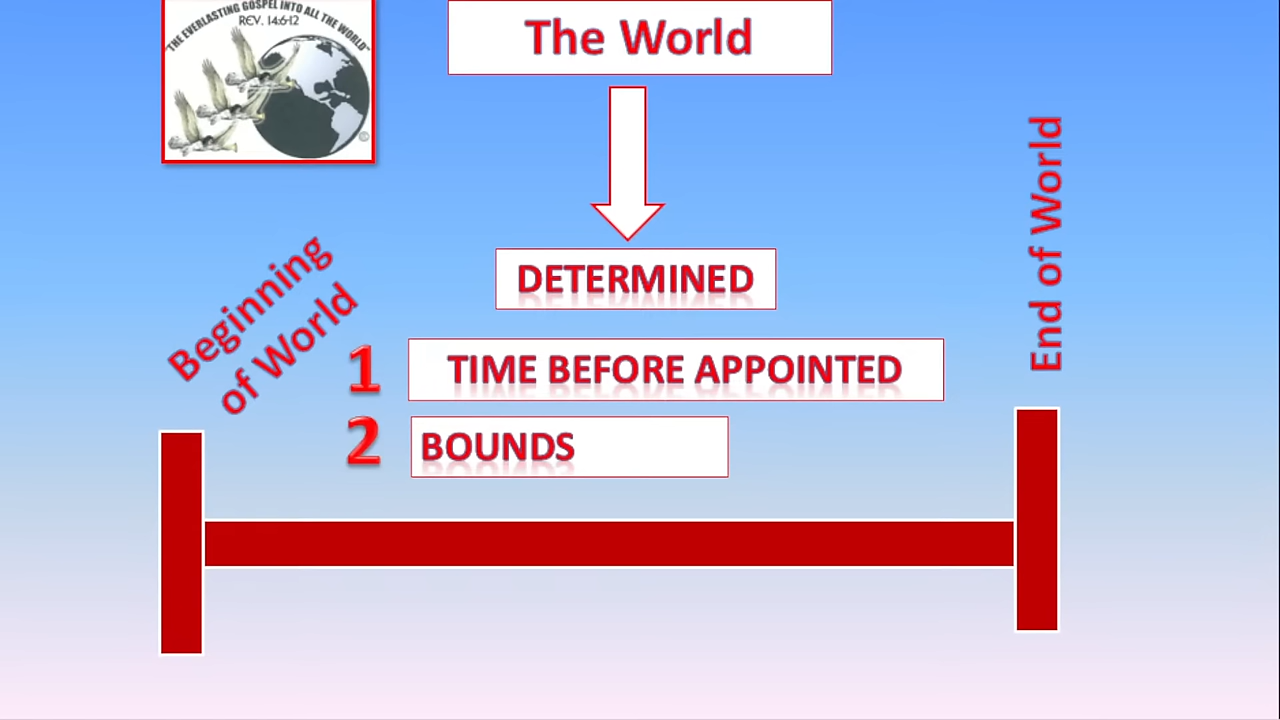 "THE EVERLASTING GOSPEL INTO ALL THE WORLD"
REV. 14:6-12
The World
DETERMINED
Beginning
of World
End of World
1 TIME BEFORE APPOINTED
2 BOUNDS